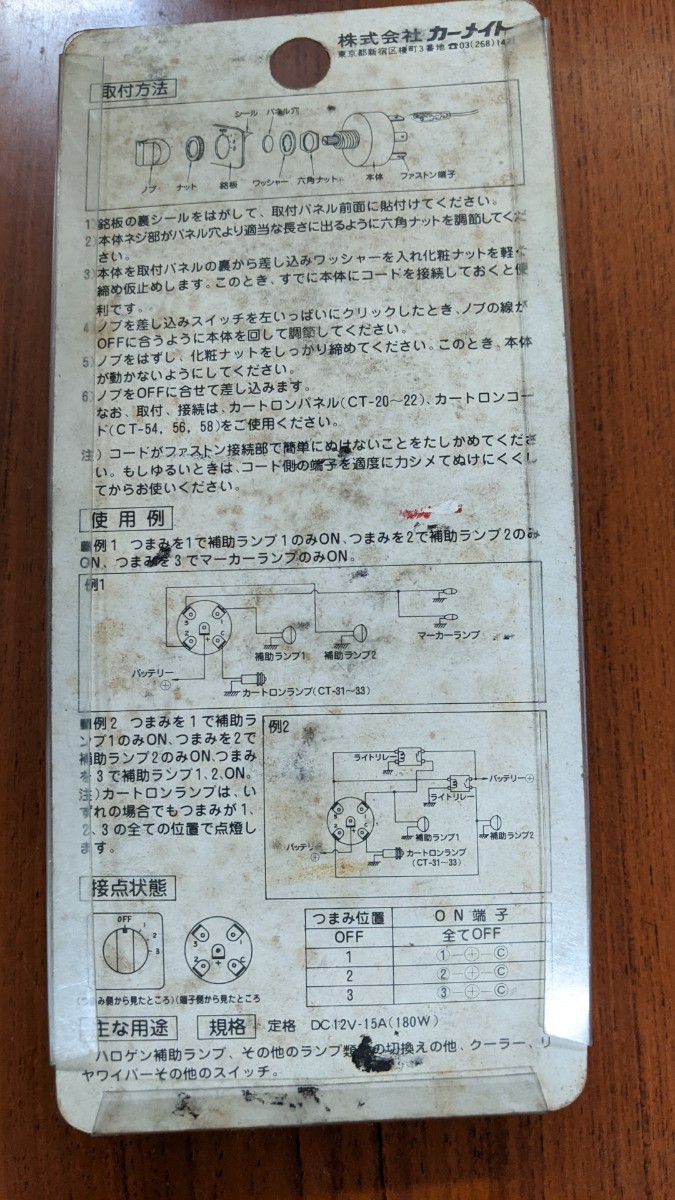 株式会社 カーメイト
東京都新宿区榎町3番地 ☎03(268)
取付方法
シール パネル穴
ノブ ナット 銘板 ワッシャー 六角ナット 本体 ファストン端子
1)銘板の裏シールをはがして、取付パネル前面に貼付けてください。
2)本体ネジ部がパネル穴より適当な長さに出るように六角ナットを調節してくだ
さい。
3)本体を取付パネルの裏から差し込みワッシャーを入れ化粧ナットを軽く
締め仮止めします。このとき、すでに本体にコードを接続しておくと便
利です。
4)ノブを差し込みスイッチを左いっぱいにクリックしたとき、ノブの線が
OFFに合うように本体を回して調節してください。
5)ノブをはずし、化粧ナットをしっかり締めてください。このとき、本体
が動かないようにしてください。
6)ノブをOFFに合せて差し込みます。
なお、取付、接続は、カートロンパネル(CT-20〜22)、カートロンコー
ド(CT-54, 56, 58)をご使用ください。
注)コードがファストン接続部で簡単にぬけないことをたしかめてくださ
い。もしゆるいときは、コード側の端子を適度に力シメてぬけにくくし
てからお使いください。
使用例
■例1 つまみを1で補助ランプ1のみON、つまみを2で補助ランプ2のみ
ON、つまみを3でマーカーランプのみON。
例1
3 1 2 C +
マーカーランプ
補助ランプ1 補助ランプ2
バッテリー
⊕
カートロンランプ(CT-31〜33)
■例2 つまみを1で補助ラ
ンプ1のみON、つまみを2で
補助ランプ2のみON、つまみ
を3で補助ランプ1、2、ON。
注)カートロンランプは、い
ずれの場合でもつまみが1、
2、3の全ての位置で点燈し
ます。
例2
ライトリレー
バッテリー⊕
ライトリレー
3 1 2 C +
補助ランプ1 補助ランプ2
バッテリー
⊕
カートロンランプ
(CT-31〜33)
接点状態
OFF 1 2 3
3 1 2 C +
(つまみ側から見たところ)(端子側から見たところ
つまみ位置 ON端子
OFF 全てOFF
1 ①-⊕-Ⓒ
2 ②-⊕-Ⓒ
3 ③-⊕-Ⓒ
主な用途 規格 定格 DC12V-15A(180W)
ハロゲン補助ランプ、その他のランプ類の切換えの他、クーラー、リ
ヤワイパーその他のスイッチ。